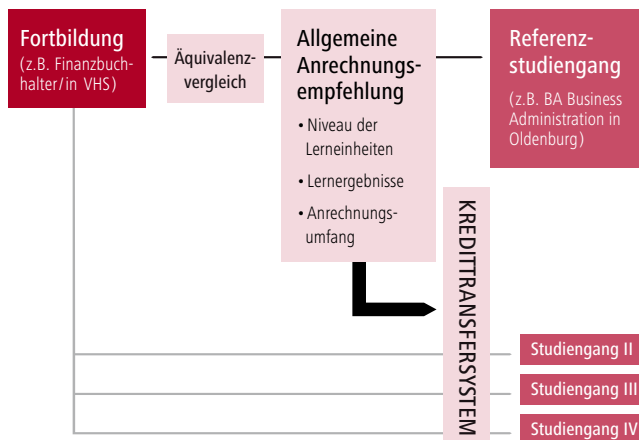 Fortbildung
(z.B. Finanzbuch-
halter/in VHS)
Äquivalenz-
vergleich
Allgemeine
Anrechnungs-
empfehlung
• Niveau der
Lerneinheiten
• Lernergebnisse
• Anrechnungs-
umfang
Referenz-
studiengang
(z.B. BA Business
Administration in
Oldenburg)
KREDITTRANSFERSYSTEM
Studiengang II
Studiengang III
Studiengang IV